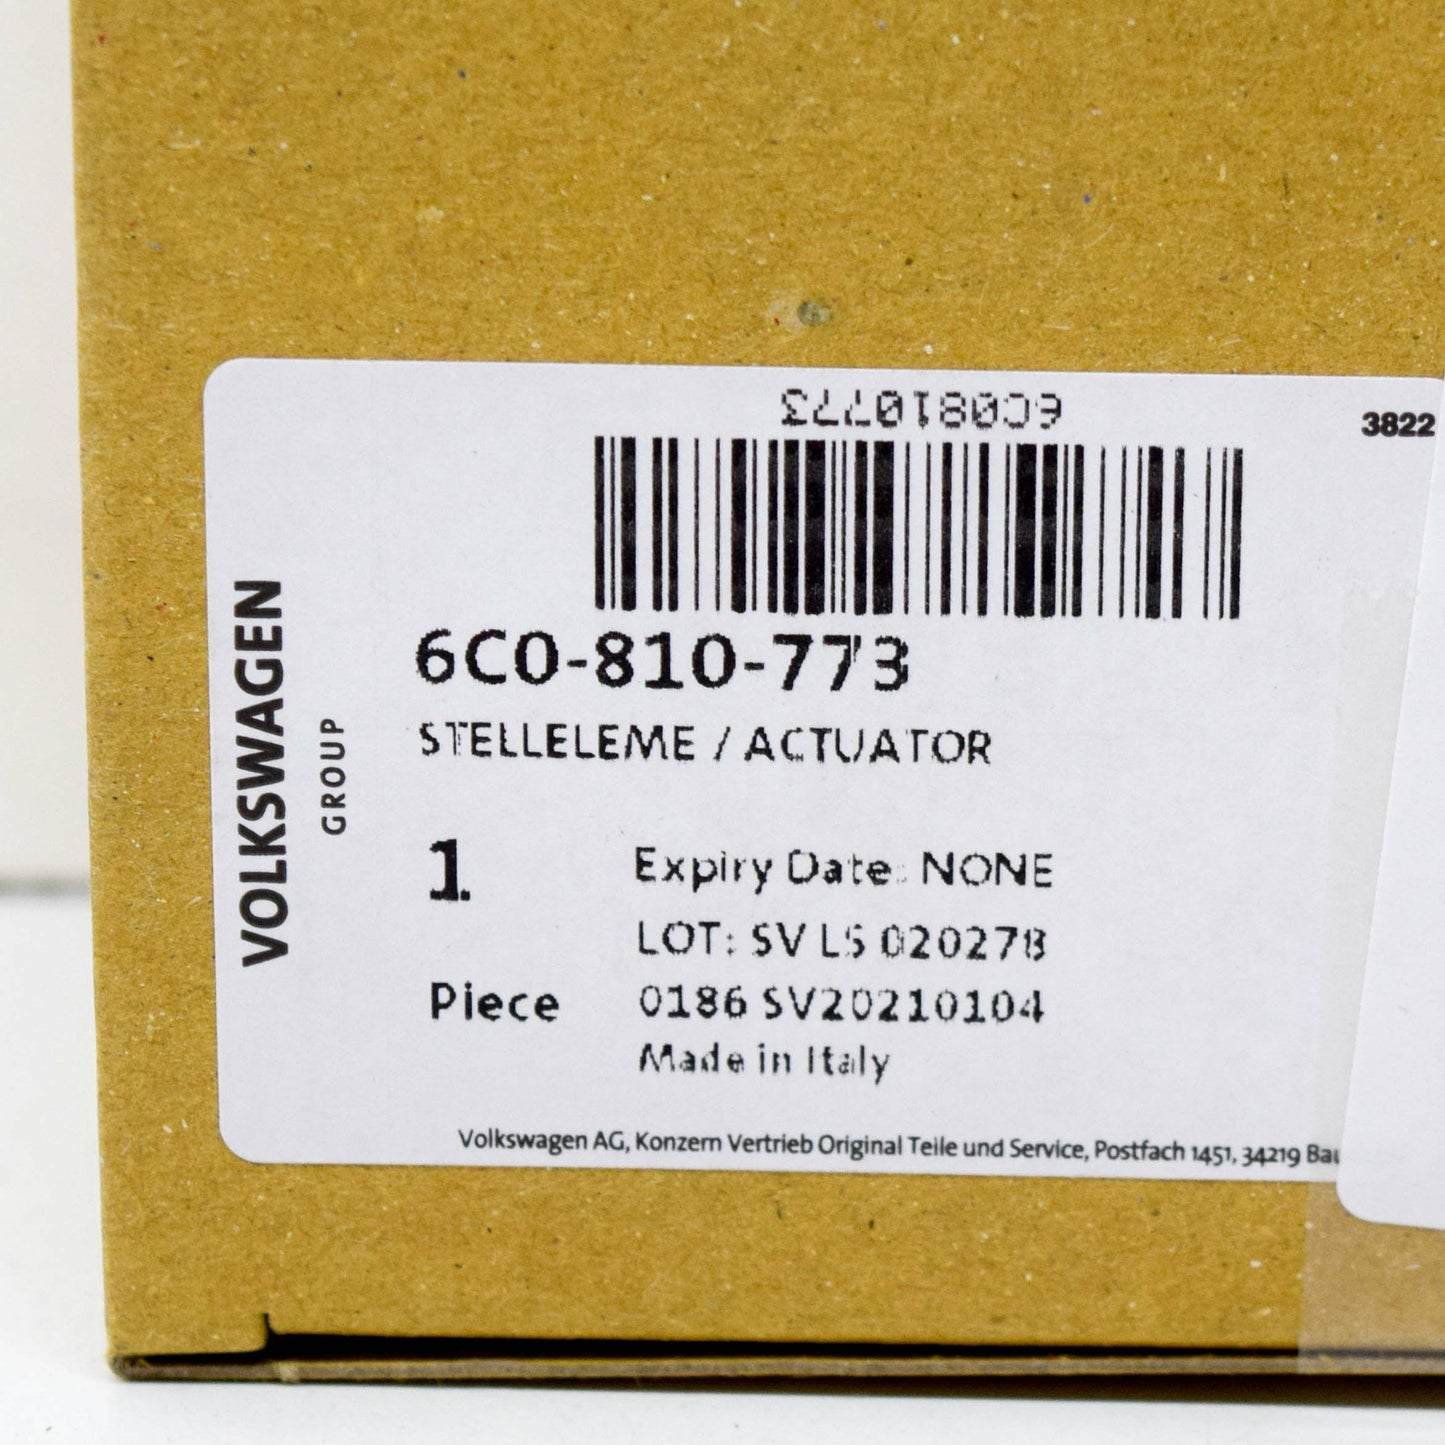 6C0810773
3822
6C0-810-773
STELLELEME / ACTUATOR
1
Expiry Date: NONE
LOT: SV LS 020278
Piece
0186 SV20210104
Made in Italy
Volkswagen AG, Konzern Vertrieb Original Teile und Service, Postfach 1451, 34219
VOLKSWAGEN
GROUP